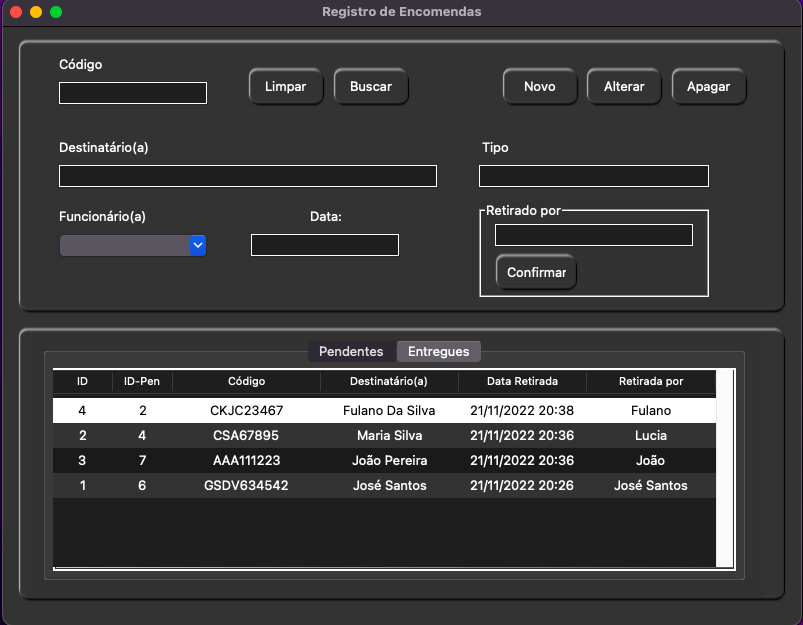 Registro de Encomendas
Código
Limpar Buscar Novo Alterar Apagar
Destinatário(a) Tipo
Funcionário(a) Data: Retirado por
Confirmar
Pendentes Entregues
ID ID-Pen Código Destinatário(a) Data Retirada Retirada por
4 2 CKJC23467 Fulano Da Silva 21/11/2022 20:38 Fulano
2 4 CSA67895 Maria Silva 21/11/2022 20:36 Lucia
3 7 AAA111223 João Pereira 21/11/2022 20:36 João
1 6 GSDV634542 José Santos 21/11/2022 20:26 José Santos